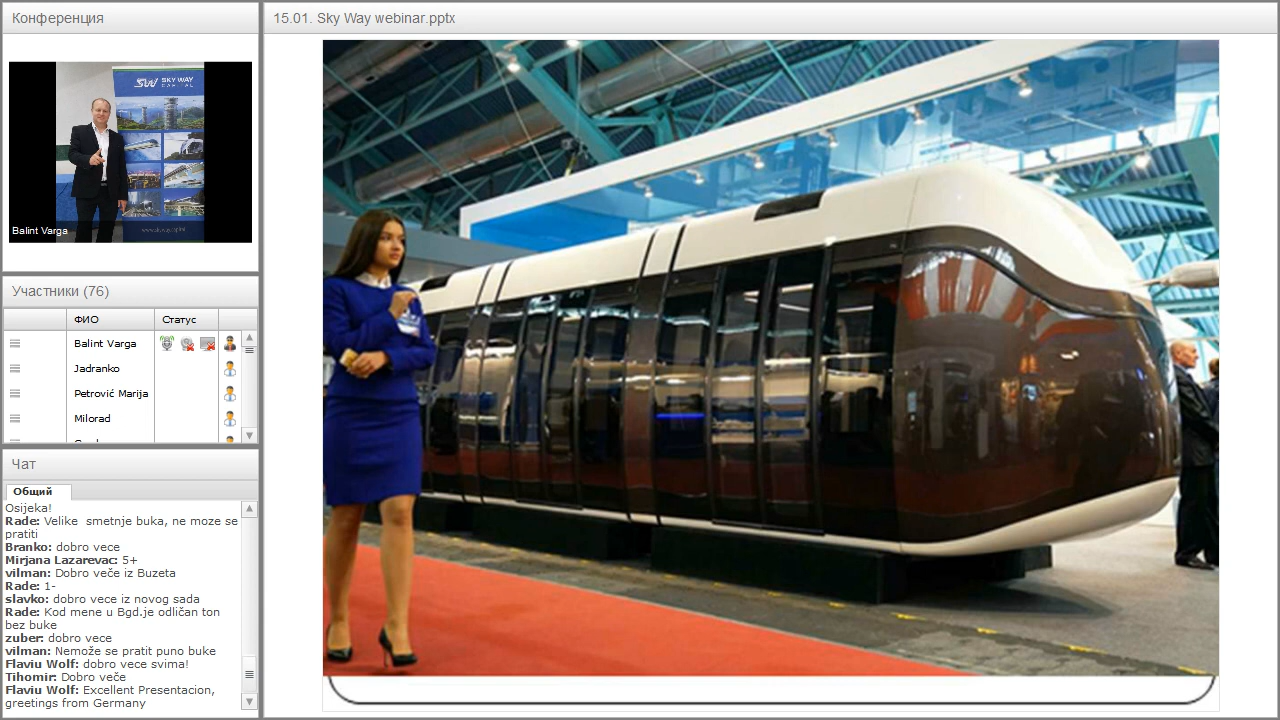 Конференция
SW SKY WAY
CAPITAL
Balint Varga
Участники (76)
ФИО Статус
Balint Varga
Jadranko
Petrović Marija
Milorad
Чат
Общий
Osijeka!
Rade: Velike smetnje buka, ne moze se
pratiti
Branko: dobro vece
Mirjana Lazarevac: 5+
vilman: Dobro veče iz Buzeta
Rade: 1-
slavko: dobro vece iz novog sada
Rade: Kod mene u Bgd.je odličan ton
bez buke
zuber: dobro vece
vilman: Nemože se pratit puno buke
Flaviu Wolf: dobro vece svima!
Tihomir: Dobro veče
Flaviu Wolf: Excellent Presentacion,
greetings from Germany
15.01. Sky Way webinar.pptx